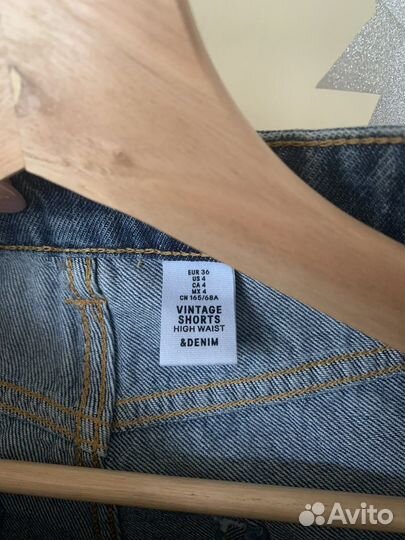 EUR 36
US 4
CA 4
MX 4
CN 165/68A
VINTAGE
SHORTS
HIGH WAIST
&DENIM
Avito